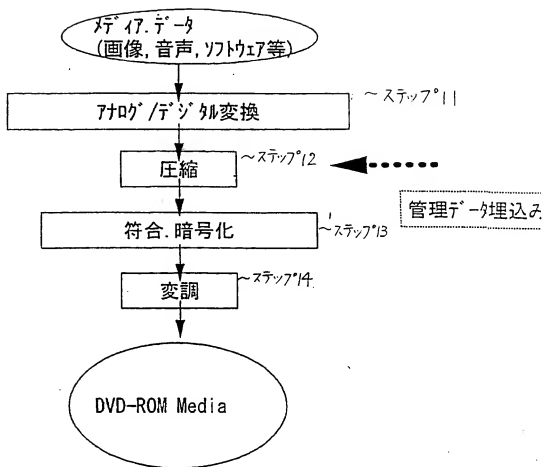 メディア.データ
(画像,音声,ソフトウェア等)
アナログ/デジタル変換
~ステップ11
圧縮
~ステップ12
管理データ埋込み
符合.暗号化
~ステップ13
変調
~ステップ14
DVD-ROM Media